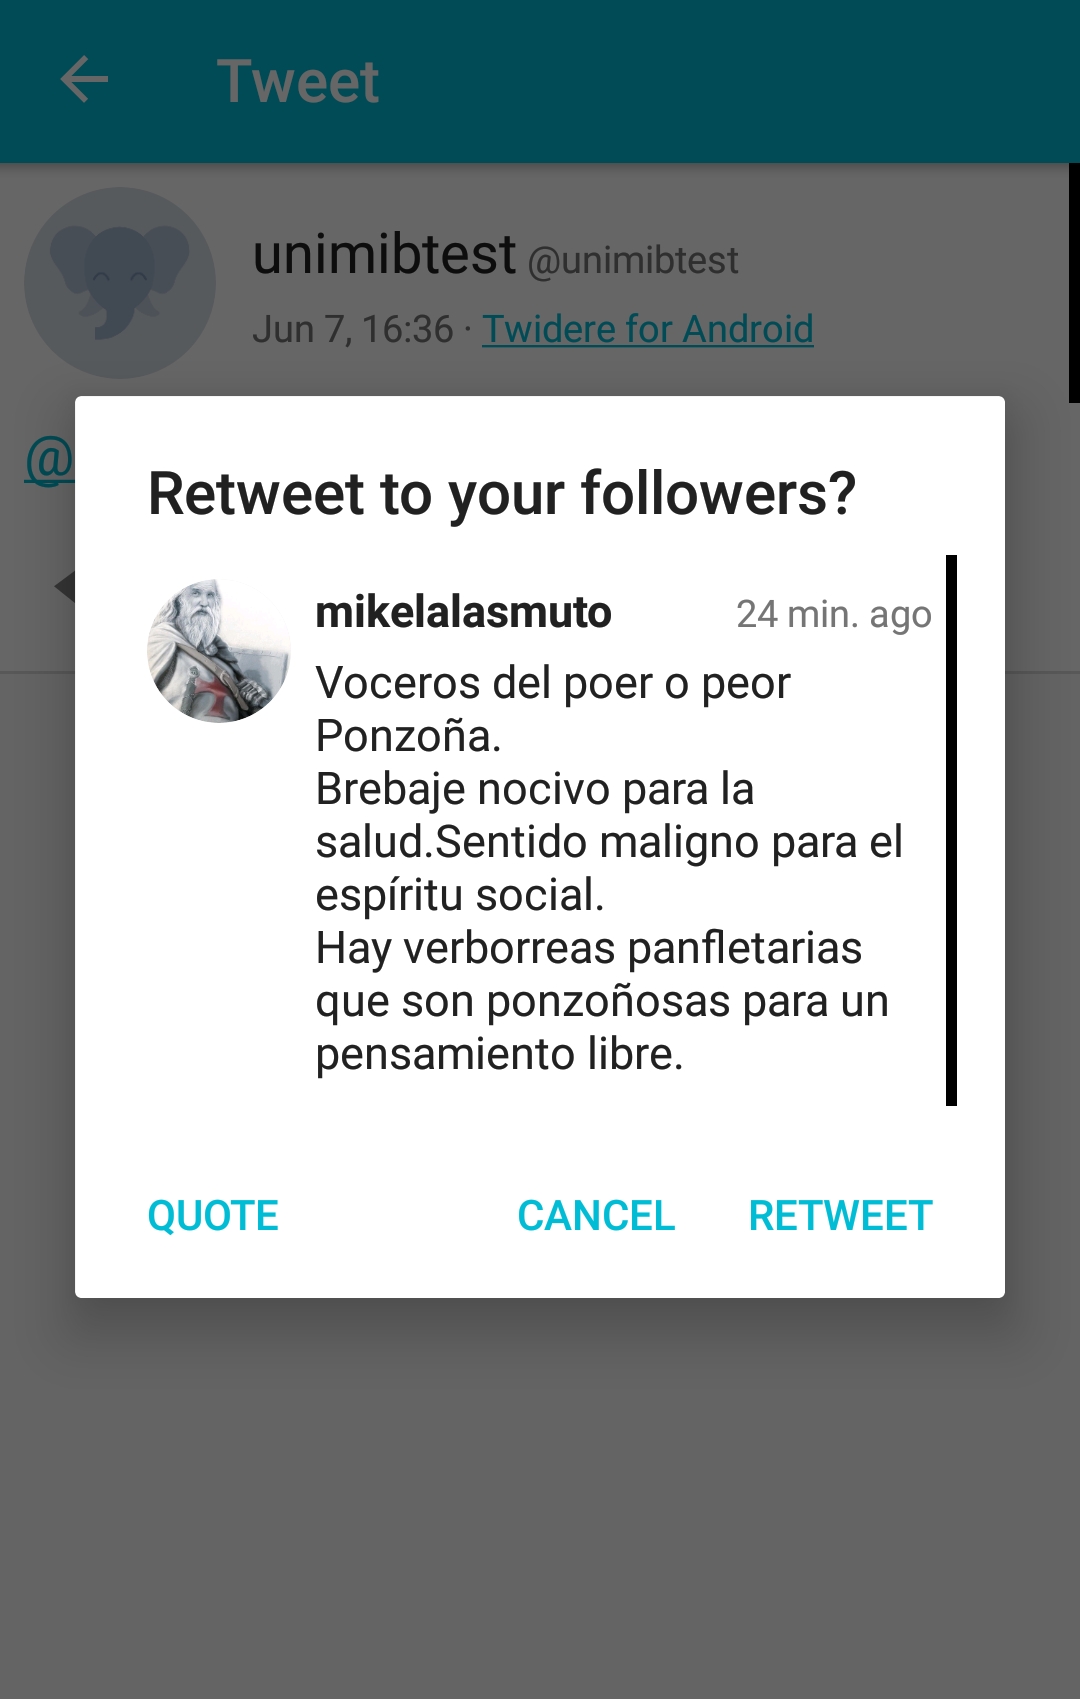 Tweet
unimibtest @unimibtest
Jun 7, 16:36 · Twidere for Android
@
Retweet to your followers?
mikelalasmuto 24 min. ago
Voceros del poer o peor
Ponzoña.
Brebaje nocivo para la
salud.Sentido maligno para el
espíritu social.
Hay verborreas panfletarias
que son ponzoñosas para un
pensamiento libre.
QUOTE CANCEL RETWEET